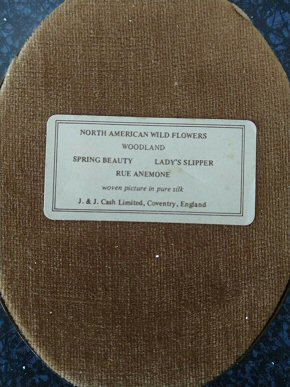 NORTH AMERICAN WILD FLOWERS
WOODLAND
SPRING BEAUTY LADY'S SLIPPER
RUE ANEMONE
woven picture in pure silk
J. & J. Cash Limited, Coventry, England